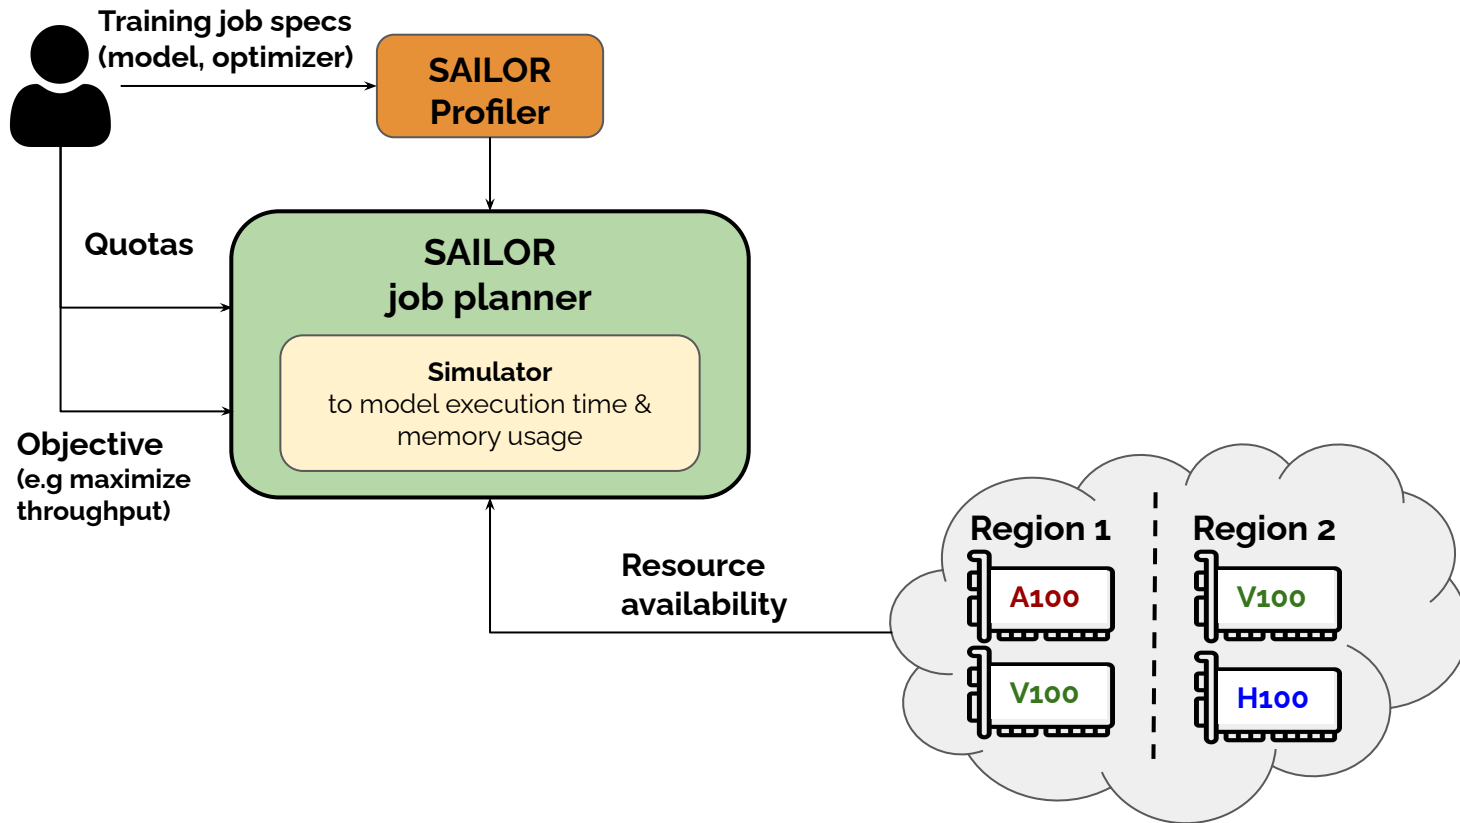 Training job specs
(model, optimizer)
SAILOR
Profiler
Quotas
SAILOR
job planner
Simulator
to model execution time &
memory usage
Objective
(e.g maximize
throughput)
Resource
availability
Region 1
Region 2
A100
V100
V100
H100